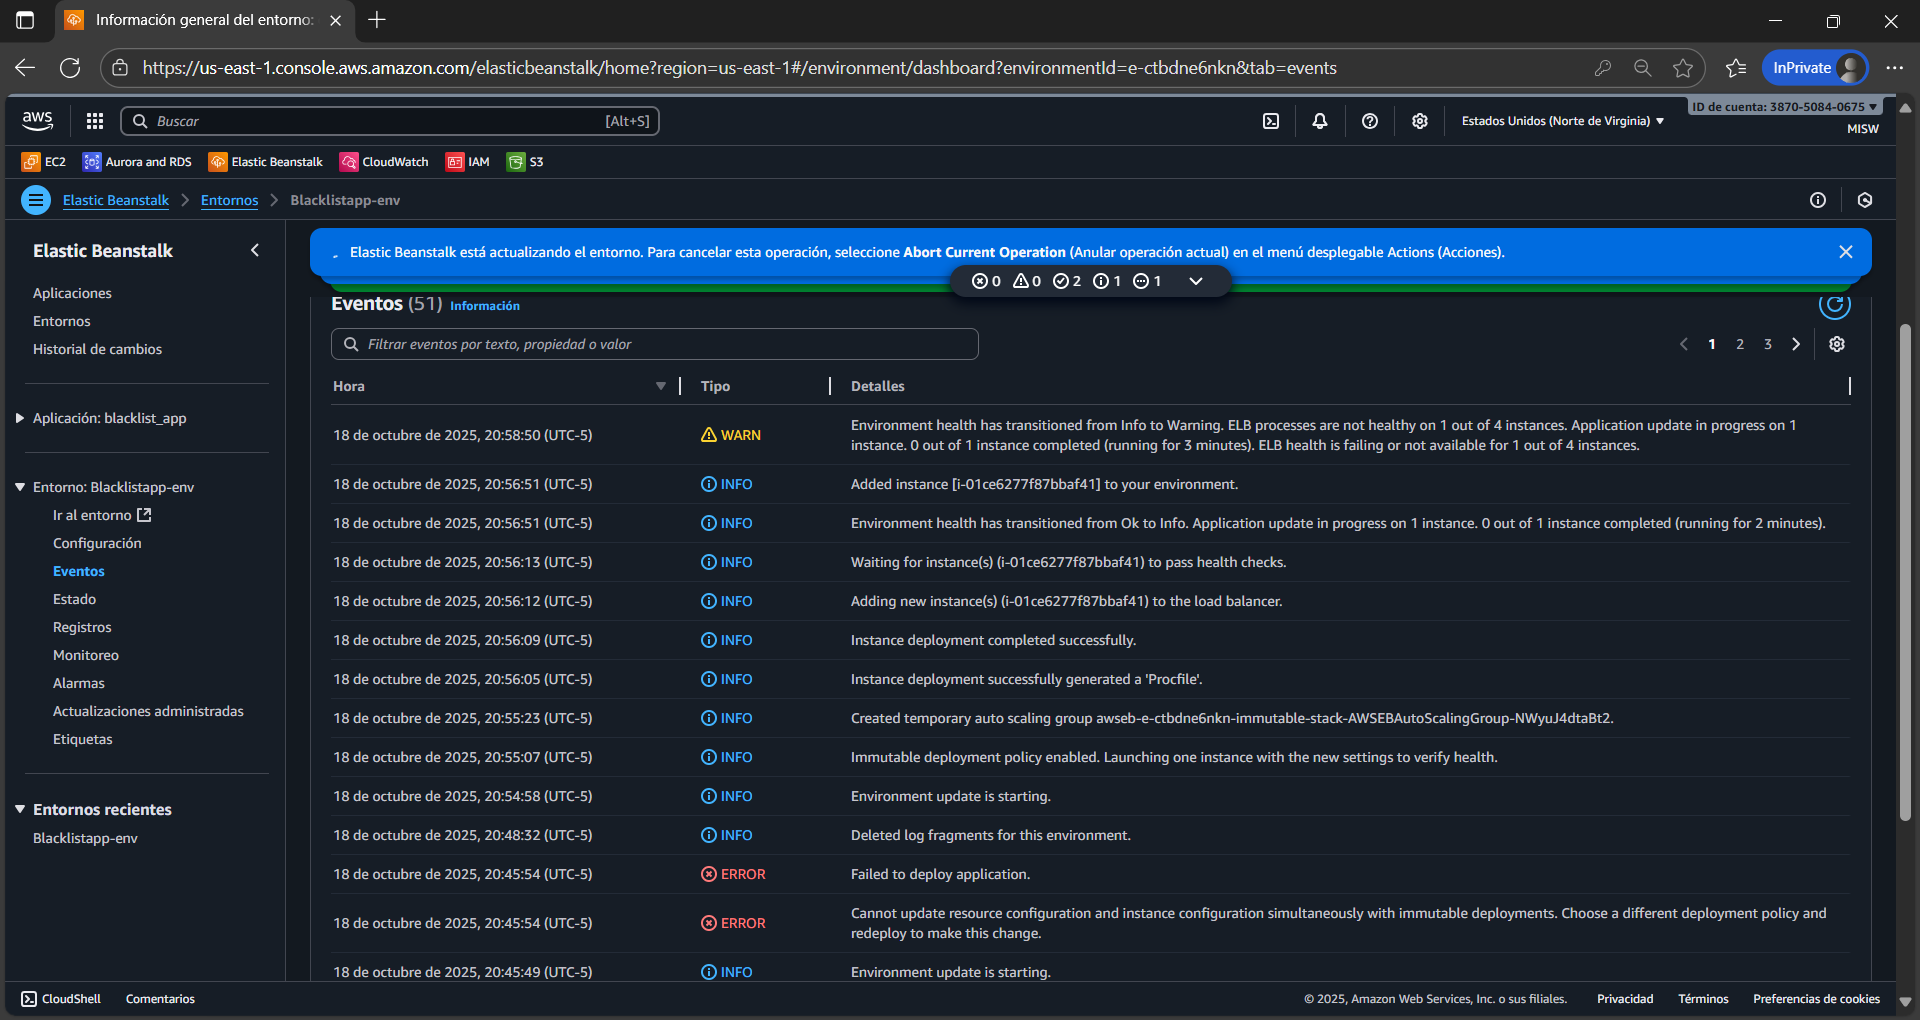 Información general del entorno:
https://us-east-1.console.aws.amazon.com/elasticbeanstalk/home?region=us-east-1#/environment/dashboard?environmentId=e-ctbdne6nkn&tab=events
InPrivate
aws
Buscar
[Alt+S]
Estados Unidos (Norte de Virginia)
ID de cuenta: 3870-5084-0675
MISW
EC2
Aurora and RDS
Elastic Beanstalk
CloudWatch
IAM
S3
Elastic Beanstalk
Entornos
Blacklistapp-env
Elastic Beanstalk
Aplicaciones
Entornos
Historial de cambios
Aplicación: blacklist_app
Entorno: Blacklistapp-env
Ir al entorno
Configuración
Eventos
Estado
Registros
Monitoreo
Alarmas
Actualizaciones administradas
Etiquetas
Entornos recientes
Blacklistapp-env
Elastic Beanstalk está actualizando el entorno. Para cancelar esta operación, seleccione Abort Current Operation (Anular operación actual) en el menú desplegable Actions (Acciones).
0 0 2 1 1
Eventos (51) Información
Filtrar eventos por texto, propiedad o valor
1 2 3
Hora Tipo Detalles
18 de octubre de 2025, 20:58:50 (UTC-5) WARN Environment health has transitioned from Info to Warning. ELB processes are not healthy on 1 out of 4 instances. Application update in progress on 1
instance. 0 out of 1 instance completed (running for 3 minutes). ELB health is failing or not available for 1 out of 4 instances.
18 de octubre de 2025, 20:56:51 (UTC-5) INFO Added instance [i-01ce6277f87bbaf41] to your environment.
18 de octubre de 2025, 20:56:51 (UTC-5) INFO Environment health has transitioned from Ok to Info. Application update in progress on 1 instance. 0 out of 1 instance completed (running for 2 minutes).
18 de octubre de 2025, 20:56:13 (UTC-5) INFO Waiting for instance(s) (i-01ce6277f87bbaf41) to pass health checks.
18 de octubre de 2025, 20:56:12 (UTC-5) INFO Adding new instance(s) (i-01ce6277f87bbaf41) to the load balancer.
18 de octubre de 2025, 20:56:09 (UTC-5) INFO Instance deployment completed successfully.
18 de octubre de 2025, 20:56:05 (UTC-5) INFO Instance deployment successfully generated a 'Procfile'.
18 de octubre de 2025, 20:55:23 (UTC-5) INFO Created temporary auto scaling group awseb-e-ctbdne6nkn-immutable-stack-AWSEBAutoScalingGroup-NWyuJ4dtaBt2.
18 de octubre de 2025, 20:55:07 (UTC-5) INFO Immutable deployment policy enabled. Launching one instance with the new settings to verify health.
18 de octubre de 2025, 20:54:58 (UTC-5) INFO Environment update is starting.
18 de octubre de 2025, 20:48:32 (UTC-5) INFO Deleted log fragments for this environment.
18 de octubre de 2025, 20:45:54 (UTC-5) ERROR Failed to deploy application.
18 de octubre de 2025, 20:45:54 (UTC-5) ERROR Cannot update resource configuration and instance configuration simultaneously with immutable deployments. Choose a different deployment policy and
redeploy to make this change.
18 de octubre de 2025, 20:45:49 (UTC-5) INFO Environment update is starting.
CloudShell
Comentarios
© 2025, Amazon Web Services, Inc. o sus filiales.
Privacidad
Términos
Preferencias de cookies